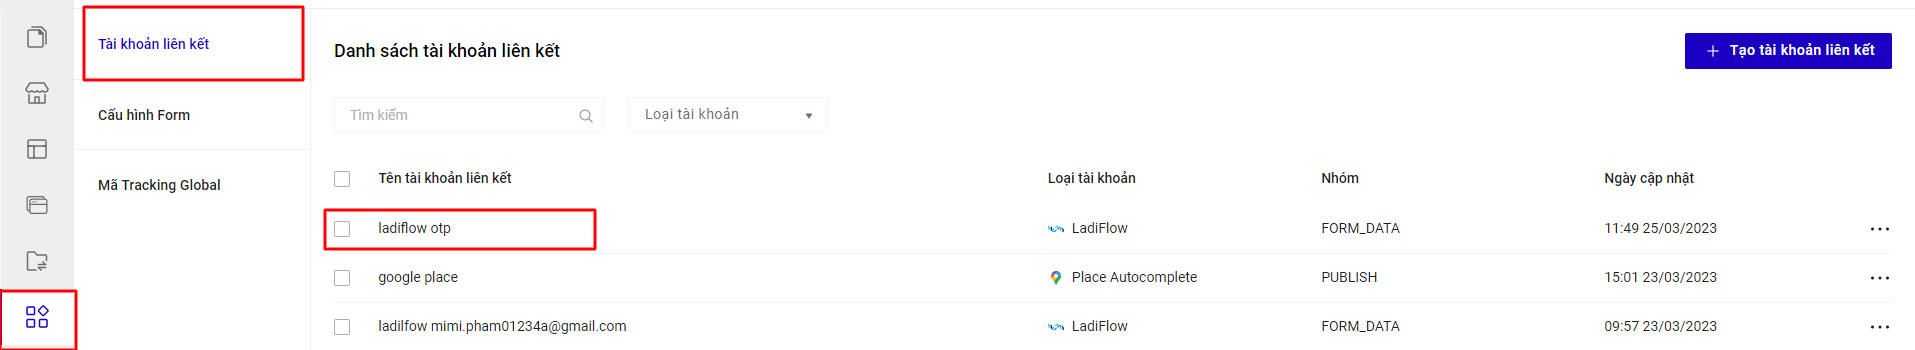 Tài khoản liên kết
Cấu hình Form
Mã Tracking Global
Danh sách tài khoản liên kết
+ Tạo tài khoản liên kết
Tìm kiếm
Loại tài khoản
Tên tài khoản liên kết Loại tài khoản Nhóm Ngày cập nhật
ladiflow otp LadiFlow FORM_DATA 11:49 25/03/2023
google place Place Autocomplete PUBLISH 15:01 23/03/2023
ladilfow mimi.pham01234a@gmail.com LadiFlow FORM_DATA 09:57 23/03/2023